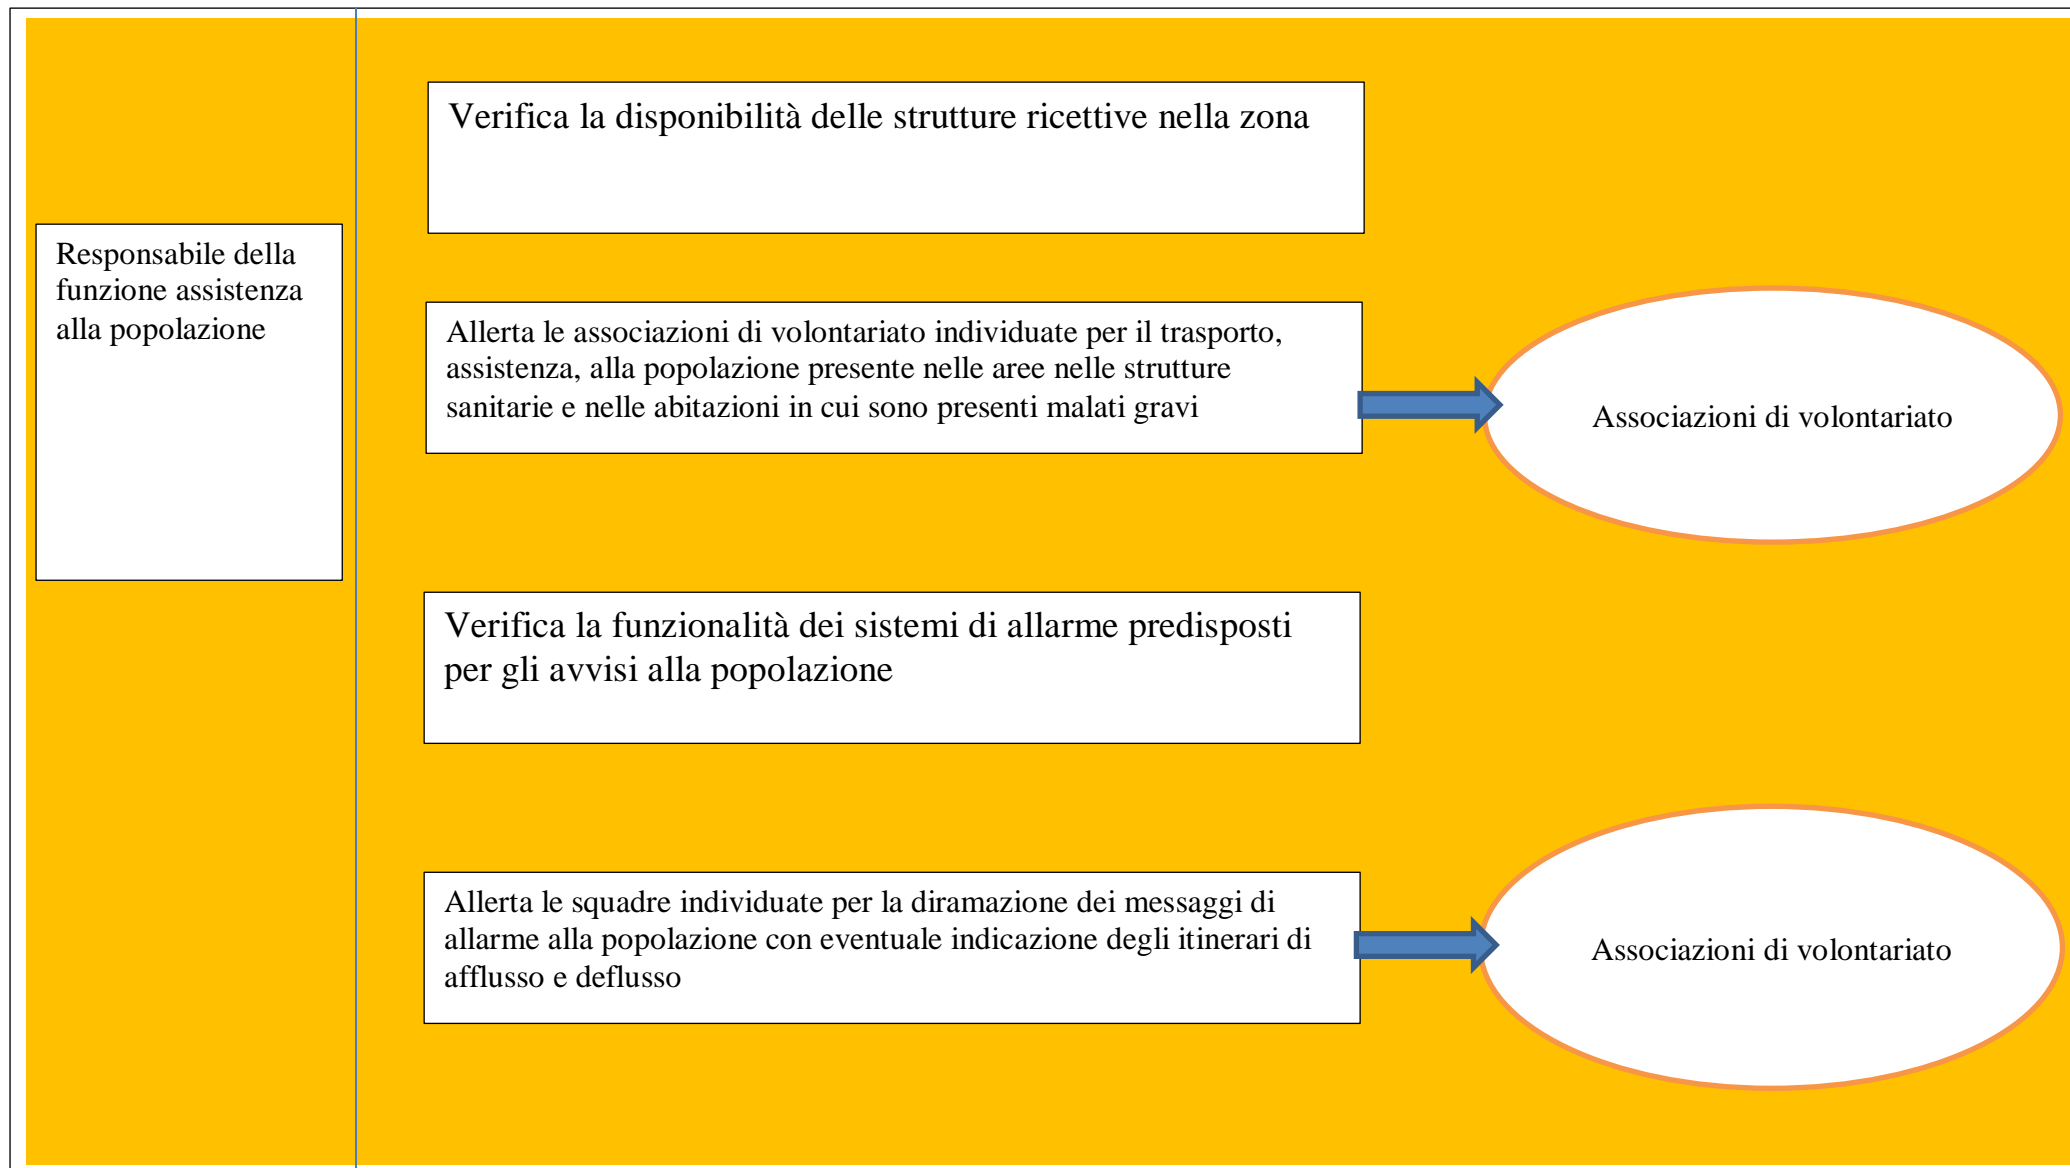 Verifica la disponibilità delle strutture ricettive nella zona
Responsabile della
funzione assistenza
alla popolazione
Allerta le associazioni di volontariato individuate per il trasporto,
assistenza, alla popolazione presente nelle aree nelle strutture
sanitarie e nelle abitazioni in cui sono presenti malati gravi
Associazioni di volontariato
Verifica la funzionalità dei sistemi di allarme predisposti
per gli avvisi alla popolazione
Allerta le squadre individuate per la diramazione dei messaggi di
allarme alla popolazione con eventuale indicazione degli itinerari di
afflusso e deflusso
Associazioni di volontariato